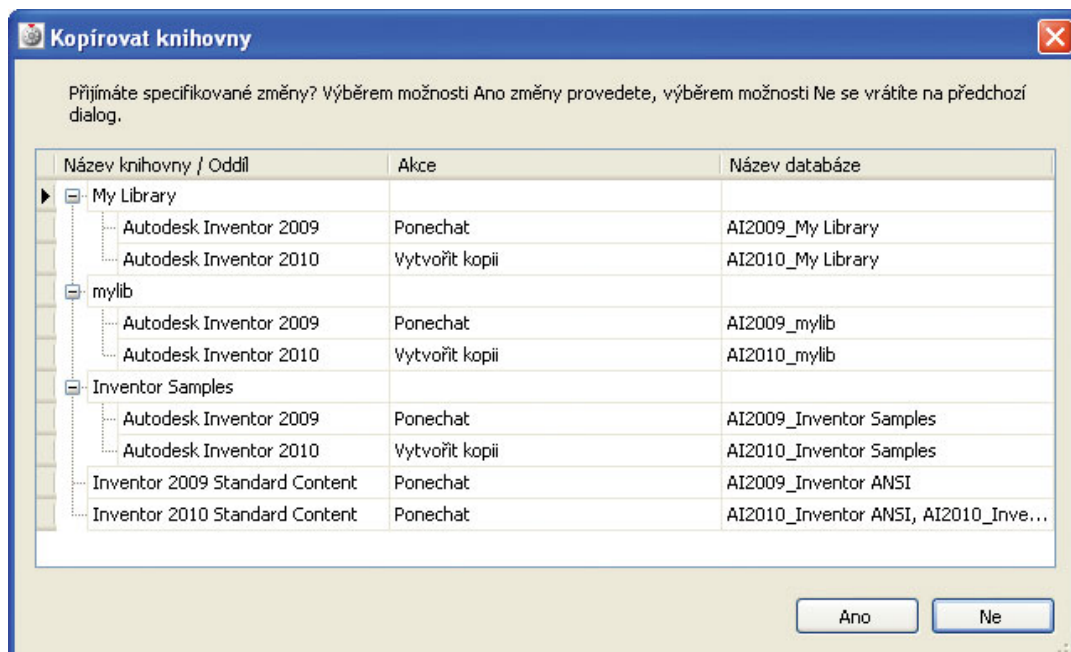 Kopírovat knihovny
Přijímáte specifikované změny? Výběrem možnosti Ano změny provedete, výběrem možnosti Ne se vrátíte na předchozí
dialog.
Název knihovny / Oddíl Akce Název databáze
My Library
Autodesk Inventor 2009 Ponechat AI2009_My Library
Autodesk Inventor 2010 Vytvořit kopii AI2010_My Library
mylib
Autodesk Inventor 2009 Ponechat AI2009_mylib
Autodesk Inventor 2010 Vytvořit kopii AI2010_mylib
Inventor Samples
Autodesk Inventor 2009 Ponechat AI2009_Inventor Samples
Autodesk Inventor 2010 Vytvořit kopii AI2010_Inventor Samples
Inventor 2009 Standard Content Ponechat AI2009_Inventor ANSI
Inventor 2010 Standard Content Ponechat AI2010_Inventor ANSI, AI2010_Inve...
Ano Ne